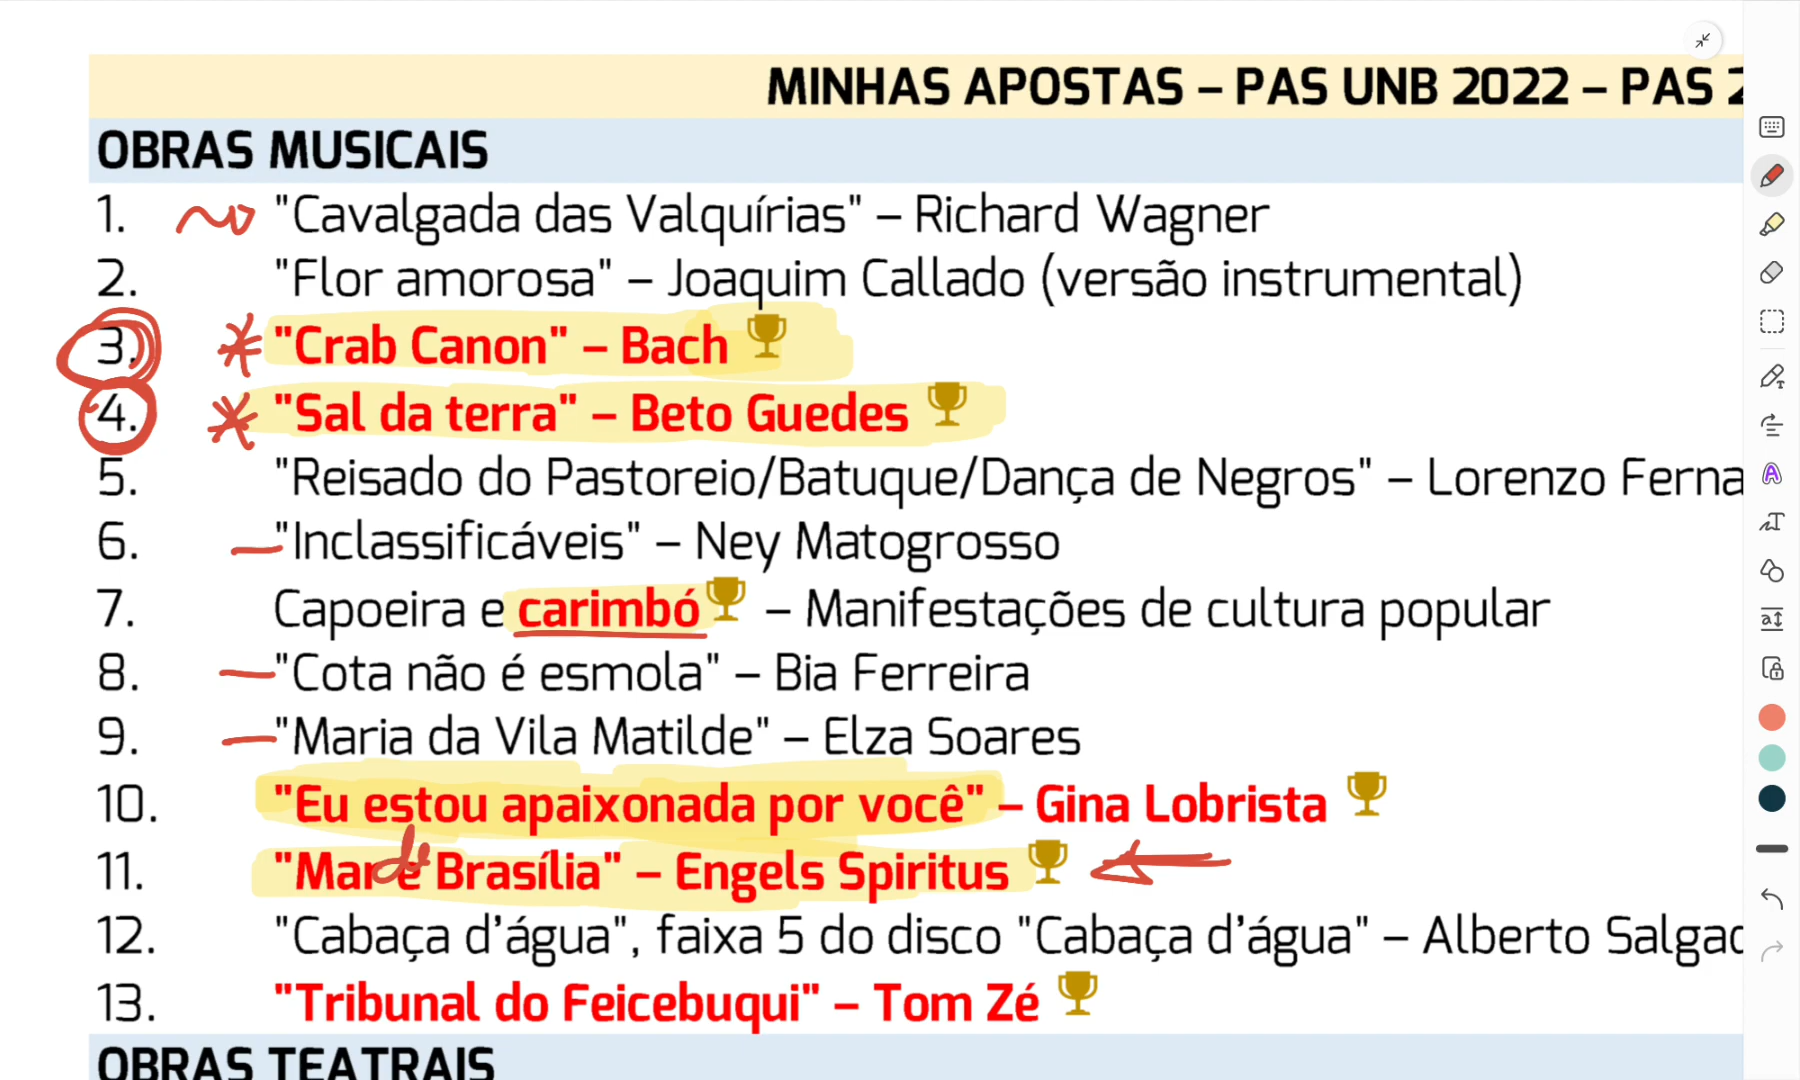 MINHAS APOSTAS – PAS UNB 2022 – PAS
OBRAS MUSICAIS
1. "Cavalgada das Valquírias" – Richard Wagner
2. "Flor amorosa" – Joaquim Callado (versão instrumental)
3. "Crab Canon" – Bach
4. "Sal da terra" – Beto Guedes
5. "Reisado do Pastoreio/Batuque/Dança de Negros" – Lorenzo Ferna
6. "Inclassificáveis" – Ney Matogrosso
7. Capoeira e carimbó – Manifestações de cultura popular
8. "Cota não é esmola" – Bia Ferreira
9. "Maria da Vila Matilde" – Elza Soares
10. "Eu estou apaixonada por você" – Gina Lobrista
de
11. "Mar e Brasília" – Engels Spiritus
12. "Cabaça d'água", faixa 5 do disco "Cabaça d'água" – Alberto Salgad
13. "Tribunal do Feicebuqui" – Tom Zé
OBRAS TEATRAIS